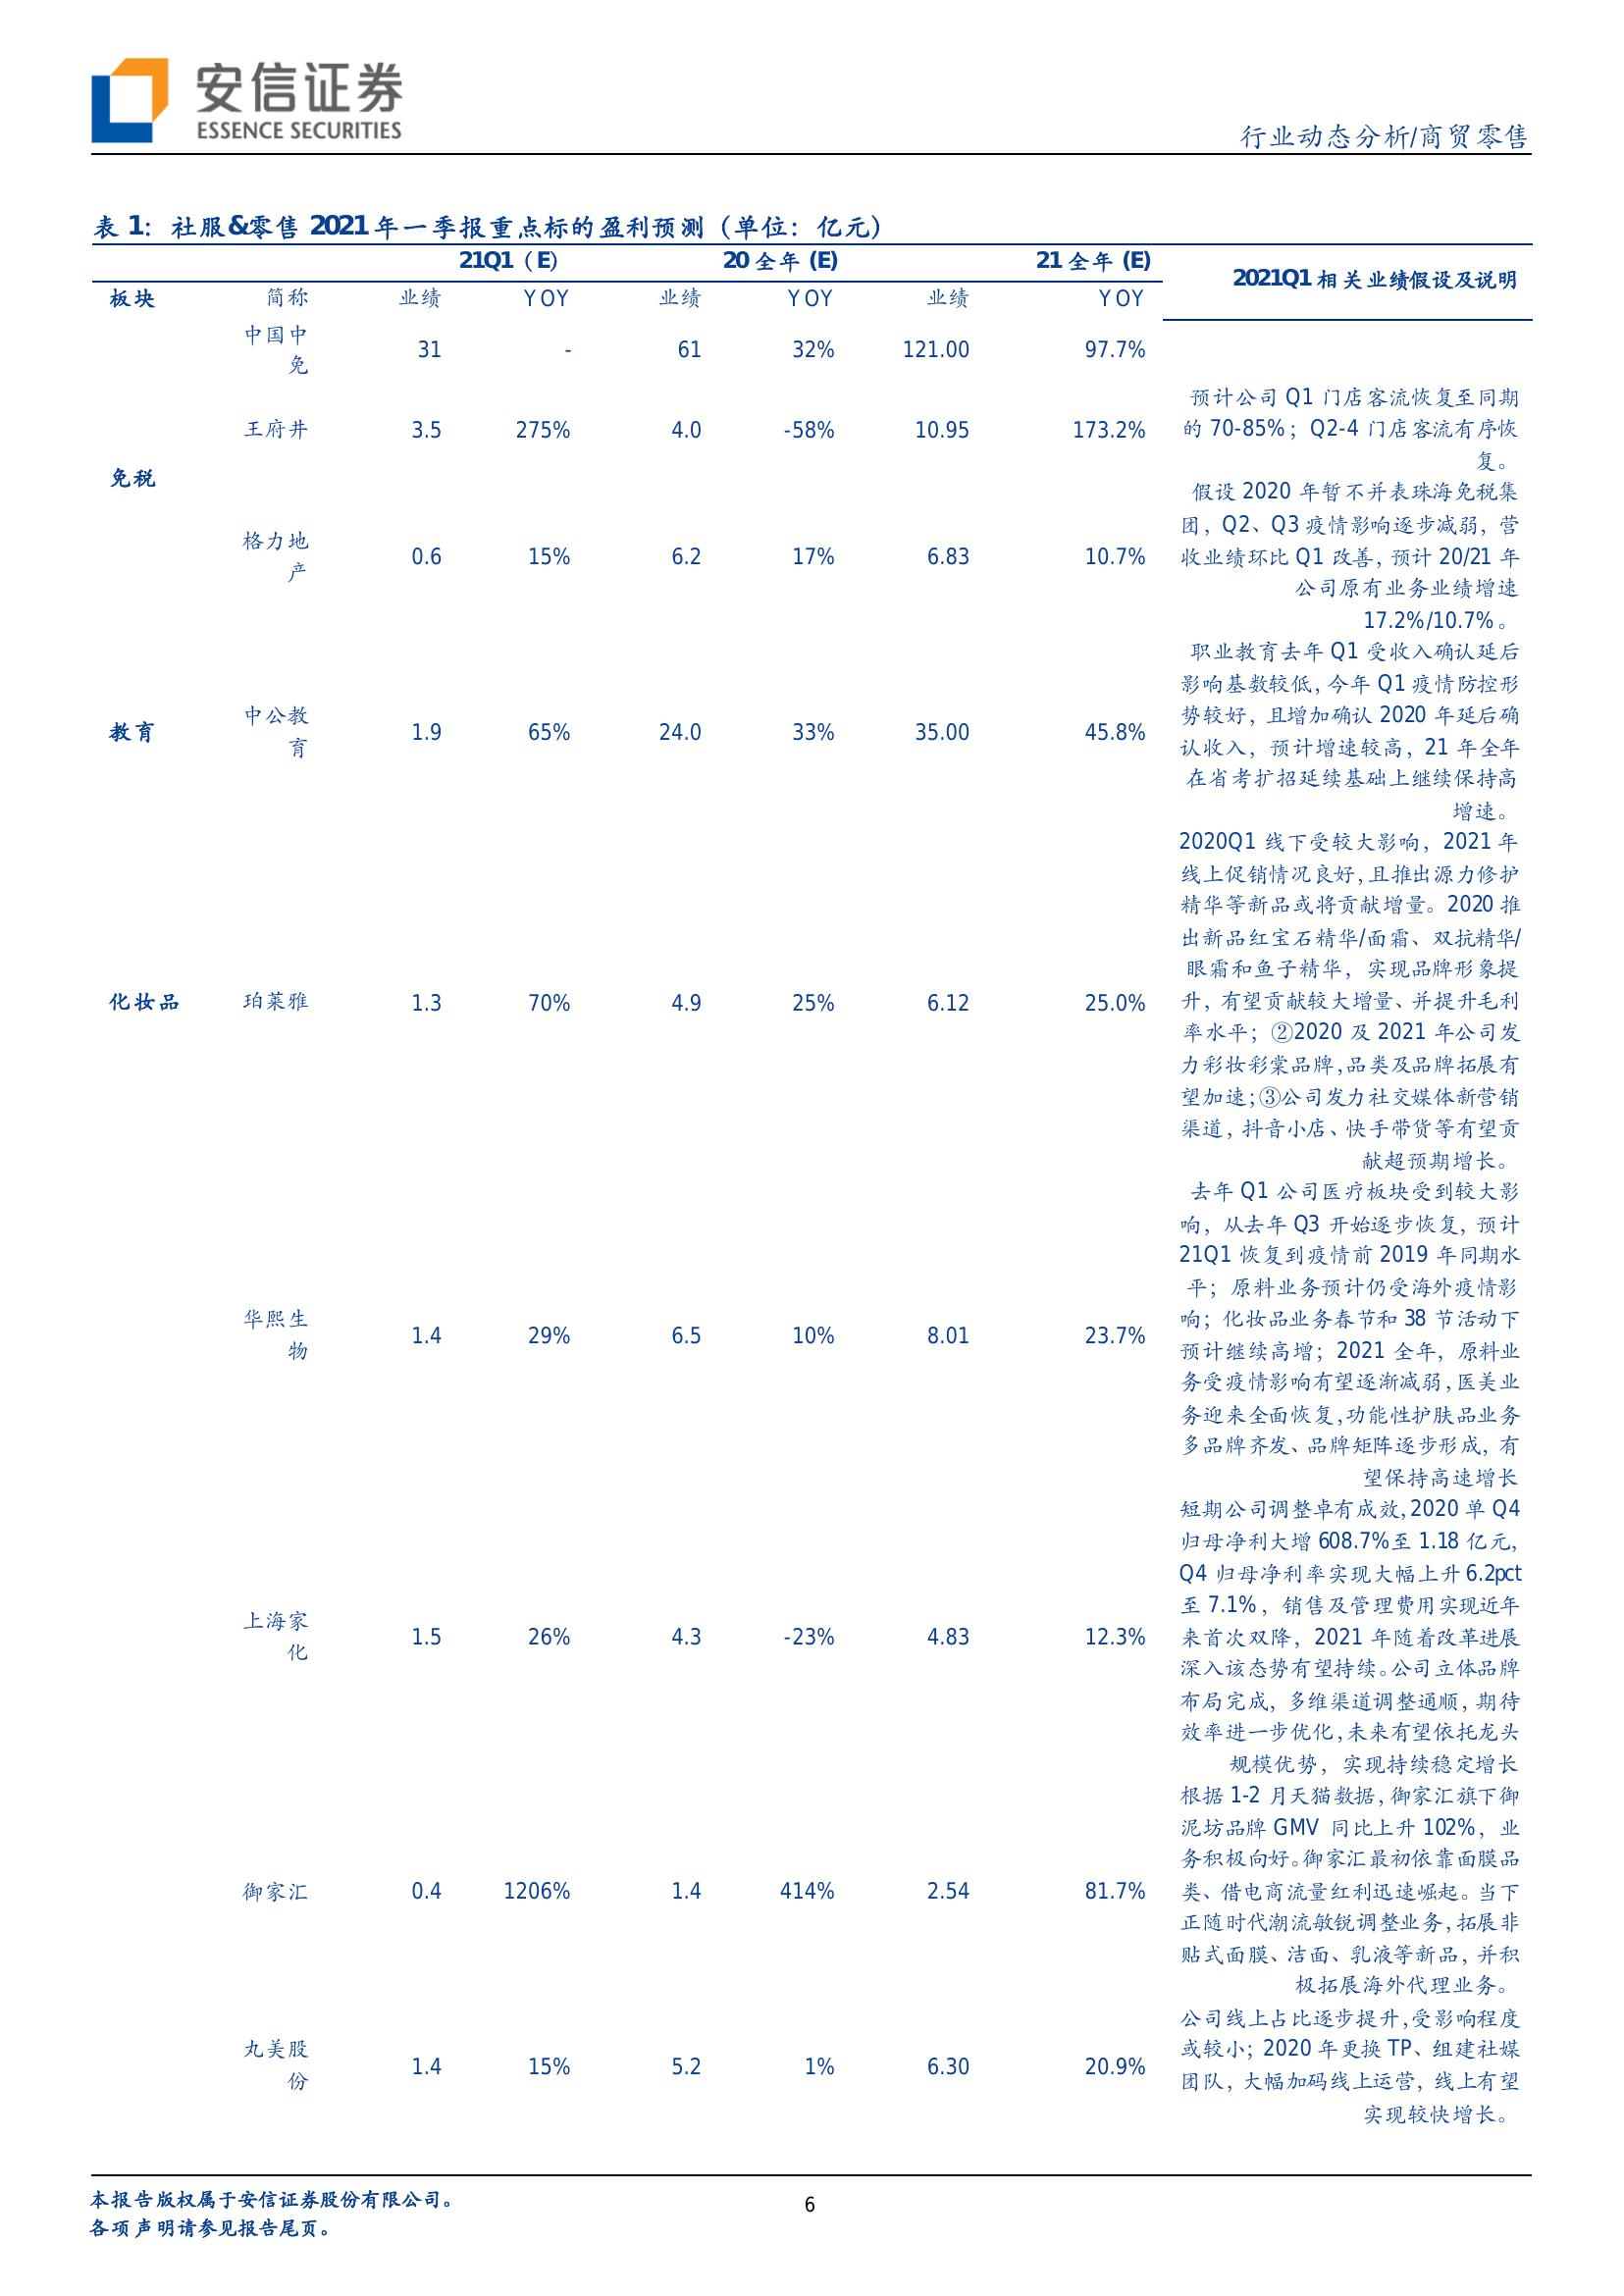 安信证券
ESSENCE SECURITIES
行业动态分析/商贸零售
表 1：社服&零售 2021 年一季报重点标的盈利预测（单位：亿元）
21Q1（E） 20 全年 (E) 21 全年 (E) 2021Q1 相关业绩假设及说明
板块 简称 业绩 YOY 业绩 YOY 业绩 YOY
免税
中国中
免
31 - 61 32% 121.00 97.7%
王府井 3.5 275% 4.0 -58% 10.95 173.2%
预计公司 Q1 门店客流恢复至同期
的 70-85%；Q2-4 门店客流有序恢
复。
格力地
产
0.6 15% 6.2 17% 6.83 10.7%
假设 2020 年暂不并表珠海免税集
团，Q2、Q3 疫情影响逐步减弱，营
收业绩环比 Q1 改善，预计 20/21 年
公司原有业务业绩增速
17.2%/10.7%。
教育
中公教
育
1.9 65% 24.0 33% 35.00 45.8%
职业教育去年 Q1 受收入确认延后
影响基数较低，今年 Q1 疫情防控形
势较好，且增加确认 2020 年延后确
认收入，预计增速较高，21 年全年
在省考扩招延续基础上继续保持高
增速。
化妆品 珀莱雅 1.3 70% 4.9 25% 6.12 25.0%
2020Q1 线下受较大影响，2021 年
线上促销情况良好，且推出源力修护
精华等新品或将贡献增量。2020 推
出新品红宝石精华/面霜、双抗精华/
眼霜和鱼子精华，实现品牌形象提
升，有望贡献较大增量、并提升毛利
率水平；②2020 及 2021 年公司发
力彩妆彩棠品牌，品类及品牌拓展有
望加速；③公司发力社交媒体新营销
渠道，抖音小店、快手带货等有望贡
献超预期增长。
华熙生
物
1.4 29% 6.5 10% 8.01 23.7%
去年 Q1 公司医疗板块受到较大影
响，从去年 Q3 开始逐步恢复，预计
21Q1 恢复到疫情前 2019 年同期水
平；原料业务预计仍受海外疫情影
响；化妆品业务春节和 38 节活动下
预计继续高增；2021 全年，原料业
务受疫情影响有望逐渐减弱，医美业
务迎来全面恢复，功能性护肤品业务
多品牌齐发、品牌矩阵逐步形成，有
望保持高速增长
上海家
化
1.5 26% 4.3 -23% 4.83 12.3%
短期公司调整卓有成效，2020 单 Q4
归母净利大增 608.7%至 1.18 亿元，
Q4 归母净利率实现大幅上升 6.2pct
至 7.1%，销售及管理费用实现近年
来首次双降，2021 年随着改革进展
深入该态势有望持续。公司立体品牌
布局完成，多维渠道调整通顺，期待
效率进一步优化，未来有望依托龙头
规模优势，实现持续稳定增长
御家汇 0.4 1206% 1.4 414% 2.54 81.7%
根据 1-2 月天猫数据，御家汇旗下御
泥坊品牌 GMV 同比上升 102%，业
务积极向好。御家汇最初依靠面膜品
类、借电商流量红利迅速崛起。当下
正随时代潮流敏锐调整业务，拓展非
贴式面膜、洁面、乳液等新品，并积
极拓展海外代理业务。
丸美股
份
1.4 15% 5.2 1% 6.30 20.9%
公司线上占比逐步提升，受影响程度
或较小；2020 年更换 TP、组建社媒
团队，大幅加码线上运营，线上有望
实现较快增长。
本报告版权属于安信证券股份有限公司。
各项声明请参见报告尾页。
6